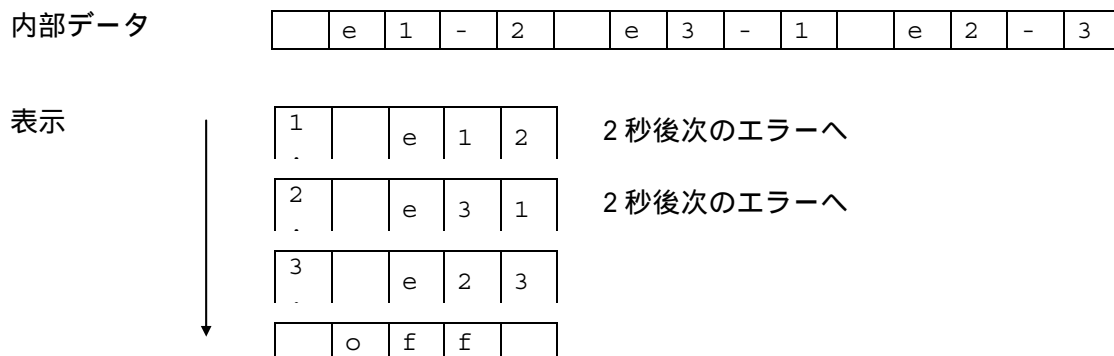 内部データ e 1 - 2 e 3 - 1 e 2 - 3
表示 1. e 1 2 2秒後次のエラーへ
2. e 3 1 2秒後次のエラーへ
3. e 2 3
o f f